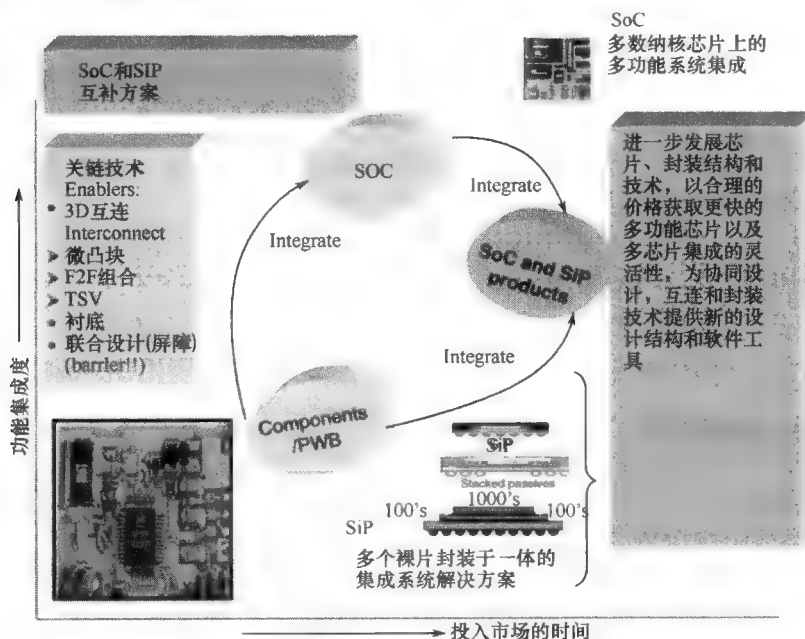 SoC和SIP
互补方案
SoC
多数纳核芯片上的
多功能系统集成
关链技术
Enablers:
3D互连
Interconnect
微凸块
F2F组合
TSV
衬底
联合设计(屏障)
(barrier!!)
SOC
Integrate
Integrate
SoC and SiP
products
Integrate
Components
/PWB
进一步发展芯
片、封装结构和
技术，以合理的
价格获取更快的
多功能芯片以及
多芯片集成的灵
活性，为协同设
计，互连和封装
技术提供新的设
计结构和软件工
具
SiP
Stacked passives
100's
1000's
100's
SiP
多个裸片封装于一体的
集成系统解决方案
功能集成度
投入市场的时间